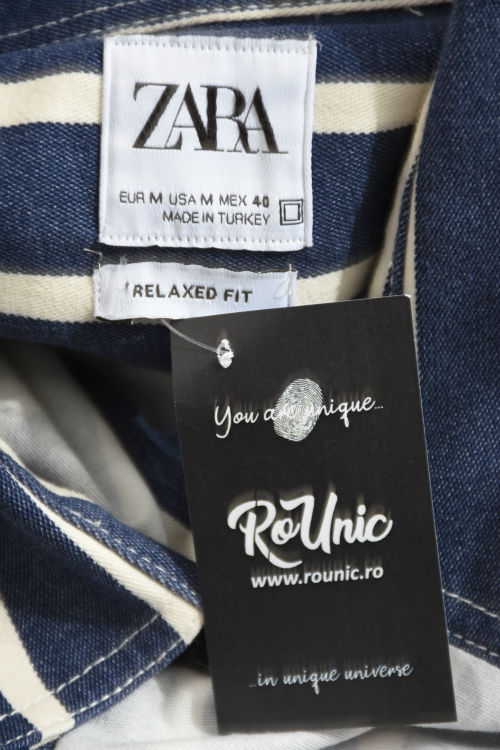 ZARA
EUR M USA M MEX 40
MADE IN TURKEY
RELAXED FIT
You are unique...
RoUnic
www.rounic.ro
...in unique universe